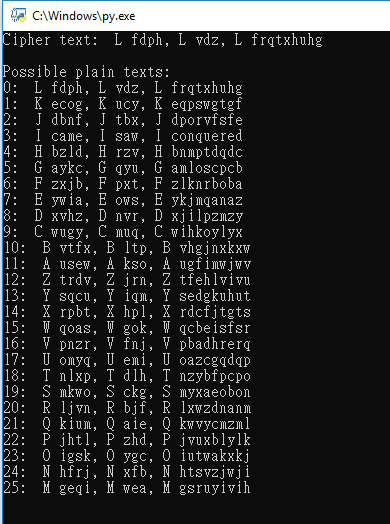 C:\Windows\py.exe
Cipher text:  L fdph, L vdz, L frqtxhuhg
Possible plain texts:
0:  L fdph, L vdz, L frqtxhuhg
1:  K ecog, K ucy, K eqpswgtgf
2:  J dbnf, J tbx, J dporvfsfe
3:  I came, I saw, I conquered
4:  H bzld, H rzv, H bnmptdqdc
5:  G aykc, G qyu, G amloscpcb
6:  F zxjb, F pxt, F zlknrboba
7:  E ywia, E ows, E ykjmqanaz
8:  D xvhz, D nvr, D xjilpzmzy
9:  C wugy, C muq, C wihkoylyx
10:  B vtfx, B ltp, B vhgjnxkxw
11:  A usew, A kso, A ugfimwjwv
12:  Z trdv, Z jrn, Z tfehlvivu
13:  Y sqcu, Y iqm, Y sedgkuhut
14:  X rpbt, X hpl, X rdcfjtgts
15:  W qoas, W gok, W qcbeisfsr
16:  V pnzr, V fnj, V pbadhrerq
17:  U omyq, U emi, U oazcgqdqp
18:  T nlxp, T dlh, T nzybfpcpo
19:  S mkwo, S ckg, S myxaeobon
20:  R ljvn, R bjf, R lxwzdnanm
21:  Q kium, Q aie, Q kwvycmzml
22:  P jhtl, P zhd, P jvuxblylk
23:  O igsk, O ygc, O iutwakxkj
24:  N hfrj, N xfb, N htsvzjwji
25:  M geqi, M wea, M gsruyivih